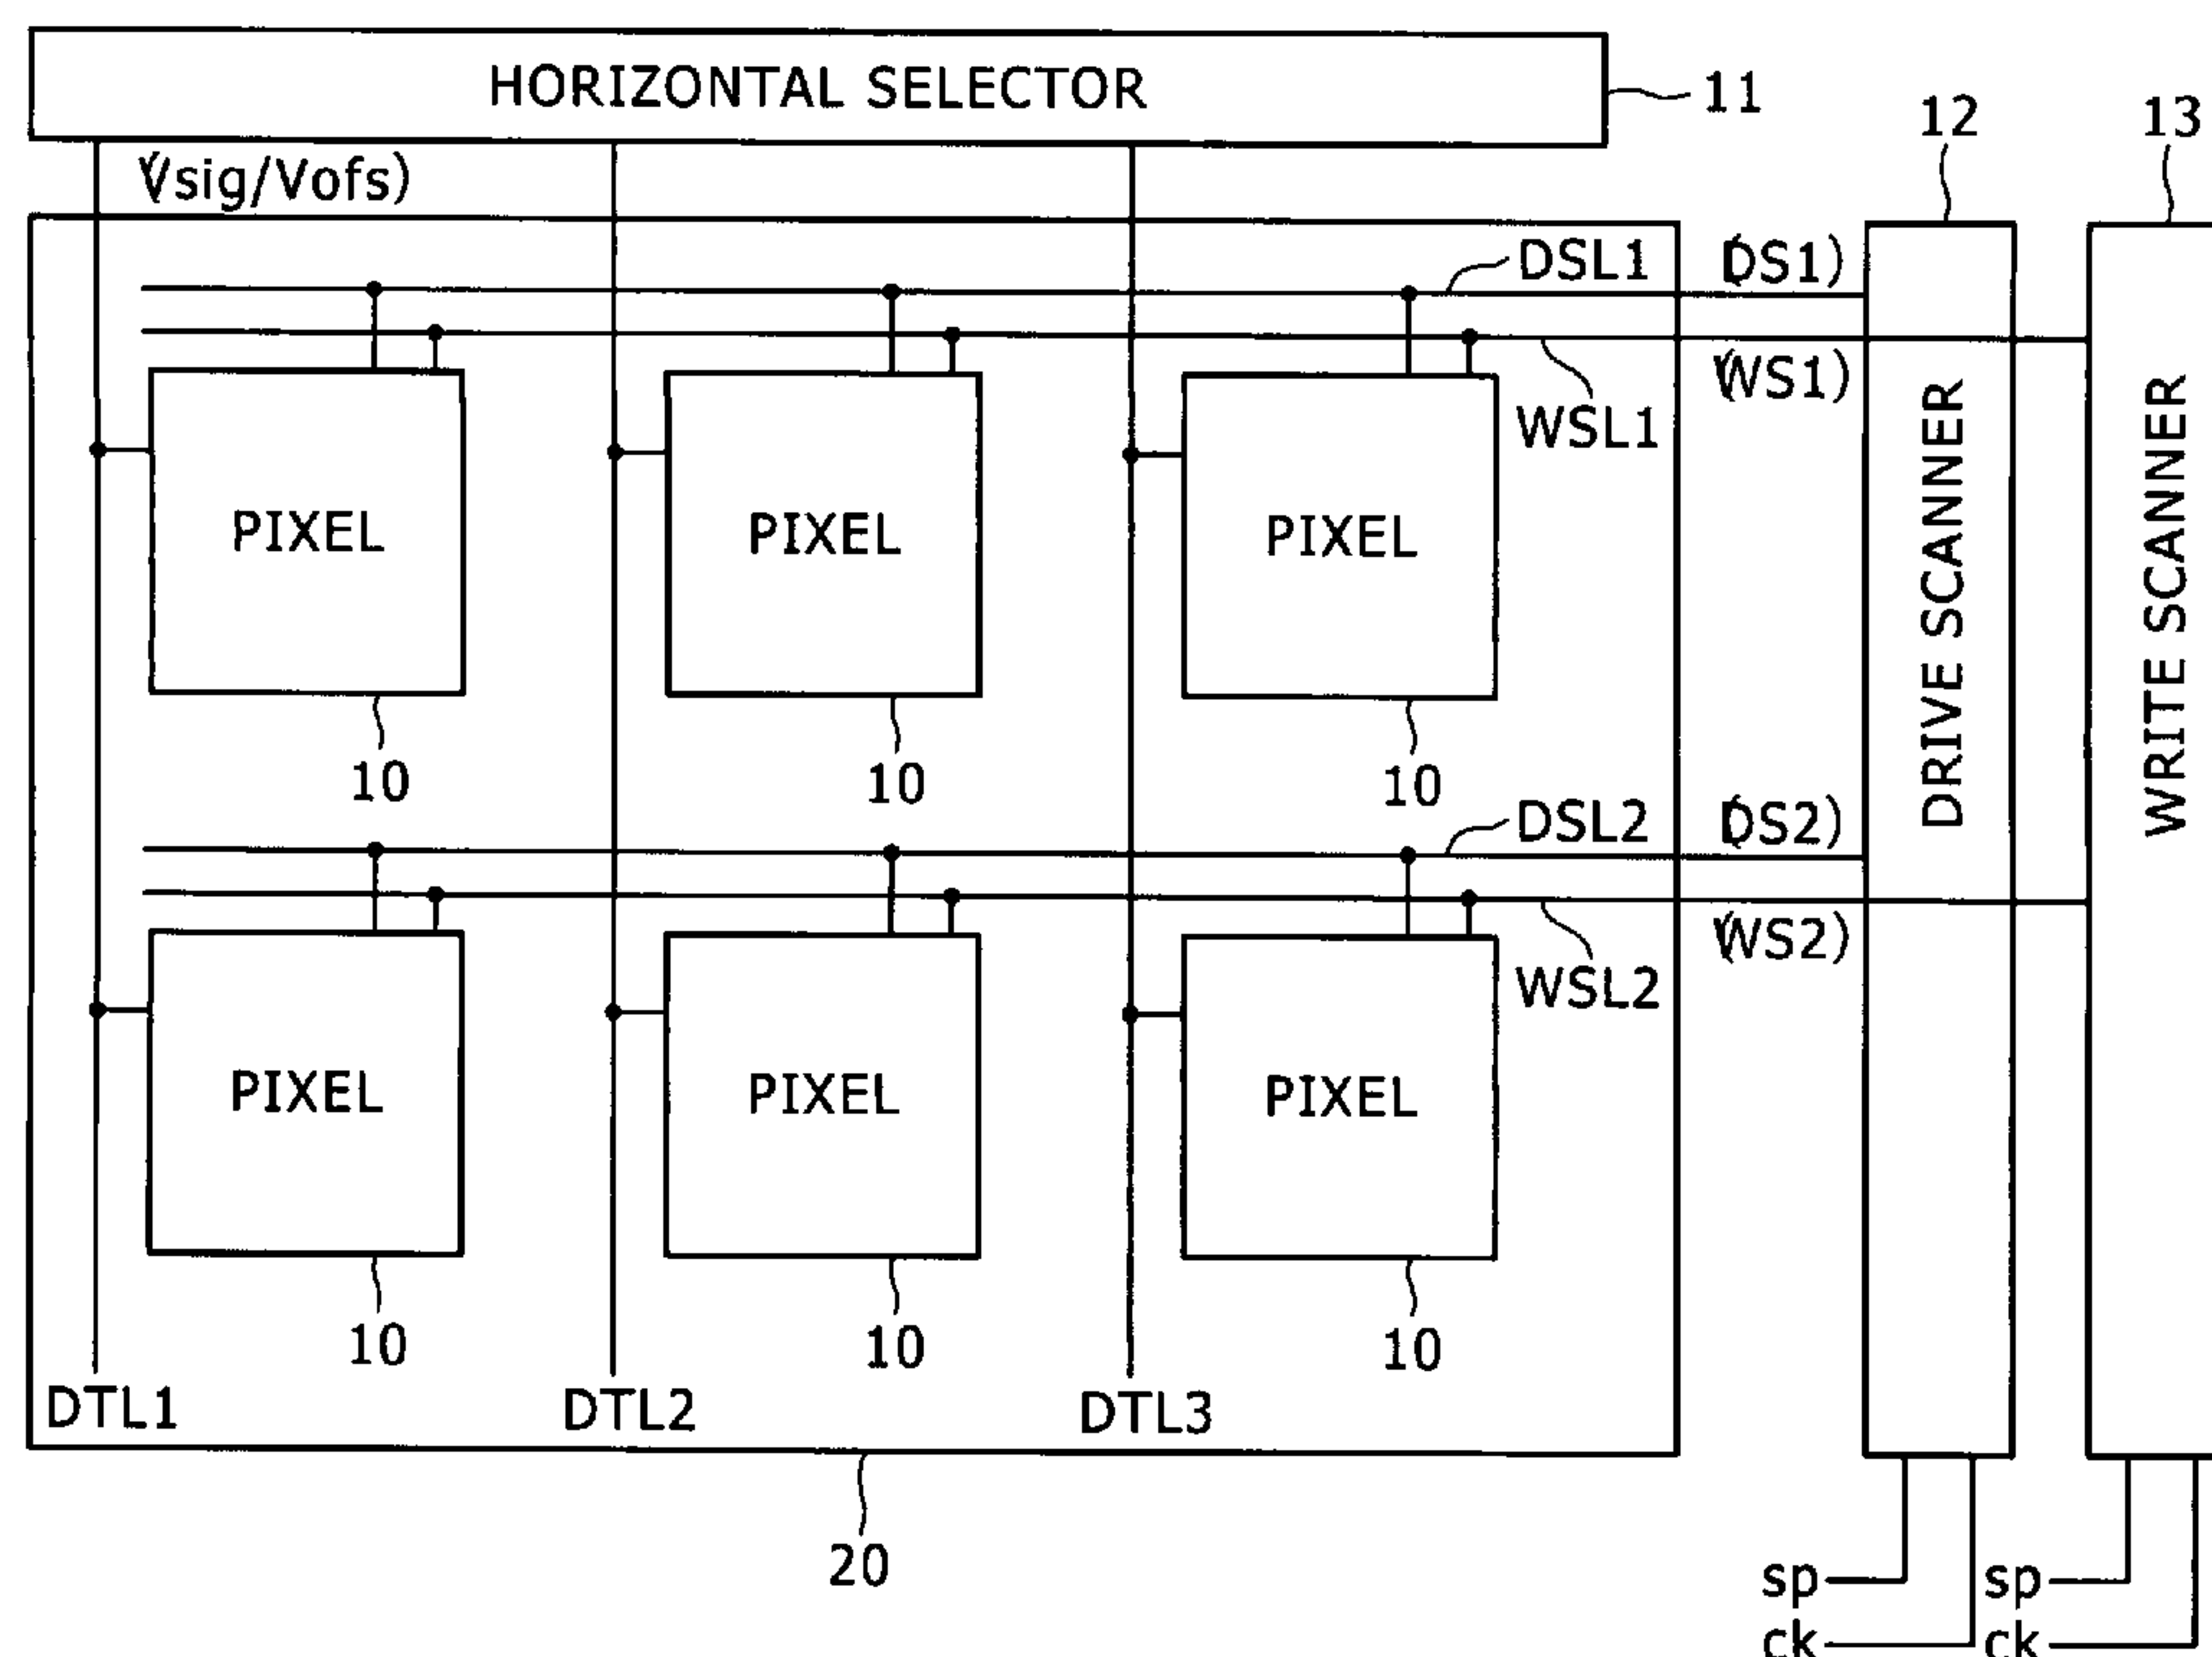 HORIZONTAL SELECTOR
11
12
13
(Vsig/Vofs)
DSL1
(DS1)
(WS1)
WSL1
PIXEL
PIXEL
PIXEL
DRIVE SCANNER
WRITE SCANNER
10
10
10
DSL2
(DS2)
(WS2)
WSL2
PIXEL
PIXEL
PIXEL
10
10
10
DTL1
DTL2
DTL3
20
sp
sp
ck
ck